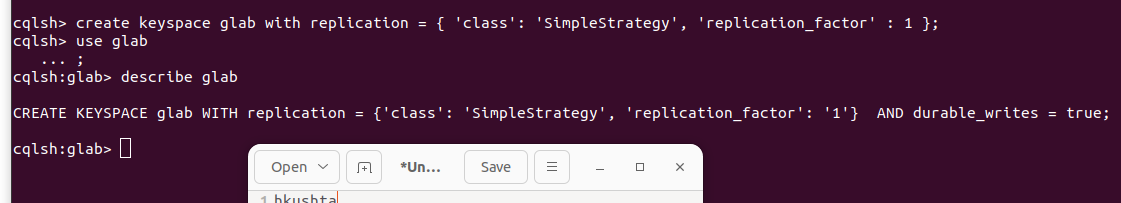 cqlsh> create keyspace glab with replication = { 'class': 'SimpleStrategy', 'replication_factor' : 1 };
cqlsh> use glab
   ... ;
cqlsh:glab> describe glab
CREATE KEYSPACE glab WITH replication = {'class': 'SimpleStrategy', 'replication_factor': '1'}  AND durable_writes = true;
cqlsh:glab>
Open *Un... Save
1 hkushta